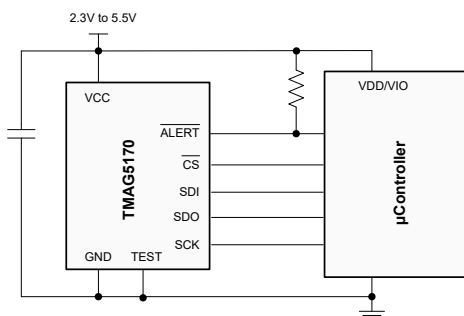 2.3V to 5.5V
VCC
VDD/VIO
ALERT
CS
SDI
SDO
SCK
GND TEST
TMAG5170
µController